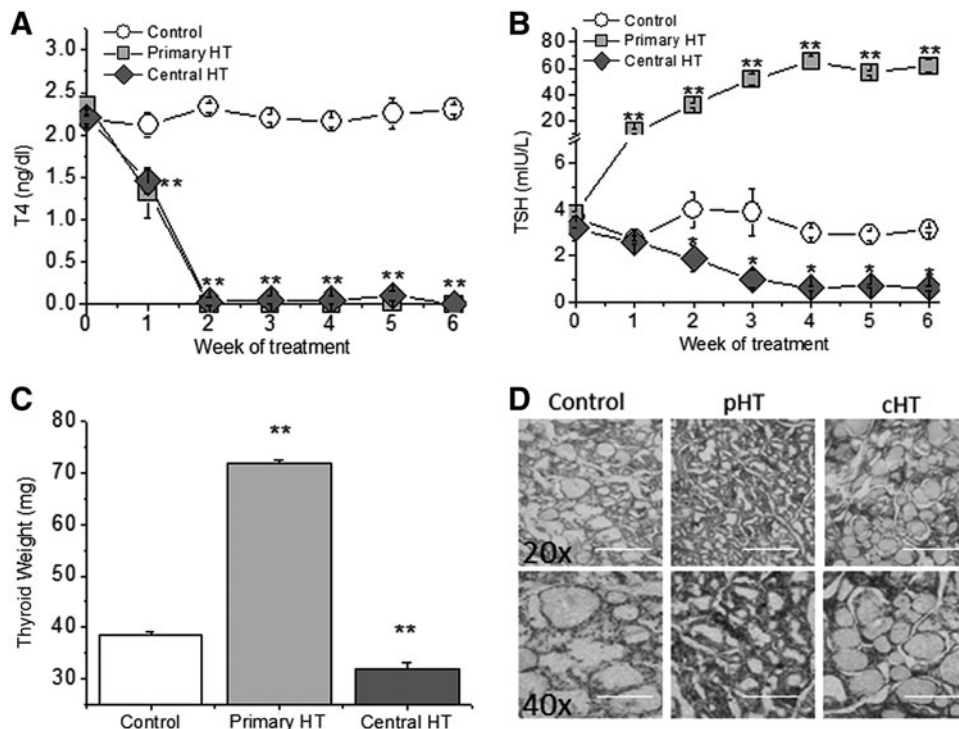 A
Control
Primary HT
Central HT
3.0
2.5
2.0
1.5
1.0
0.5
0.0
T4 (ng/dl)
**
** ** ** ** **
0 1 2 3 4 5 6
Week of treatment
B
Control
Primary HT
Central HT
80
60
40
20
6
4
2
0
TSH (mIU/L)
** ** ** ** ** **
* * * * *
0 1 2 3 4 5 6
Week of treatment
C
80
70
60
50
40
30
Thyroid Weight (mg)
**
**
Control Primary HT Central HT
D
Control pHT cHT
20x
40x